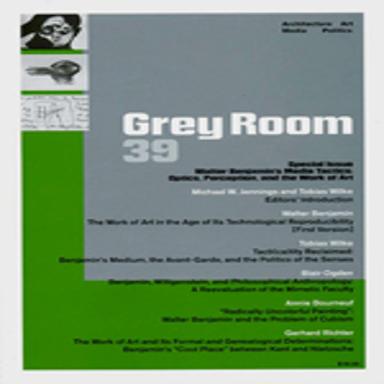 Architecture Art
Media Politics
Grey Room
39
Special Issue
Walter Benjamin's Media Tactics:
Optics, Perception, and the Work of Art
Michael W. Jennings and Tobias Wilke
Editors' Introduction
Walter Benjamin
The Work of Art in the Age of Its Technological Reproducibility
[First Version]
Tobias Wilke
Tacti(ca)lity Reclaimed:
Benjamin's Medium, the Avant-Garde, and the Politics of the Senses
Blair Ogden
Benjamin, Wittgenstein, and Philosophical Anthropology:
A Reevaluation of the Mimetic Faculty
Annie Bourneuf
"Radically Uncolorful Painting":
Walter Benjamin and the Problem of Cubism
Gerhard Richter
The Work of Art and Its Formal and Genealogical Determinations:
Benjamin's "Cool Place" between Kant and Nietzsche